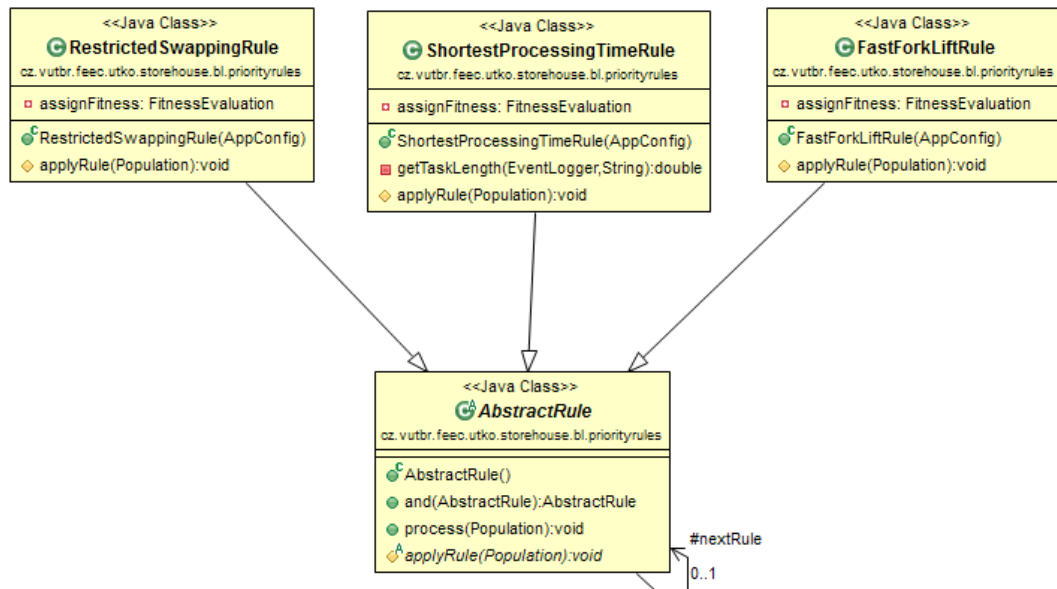 <<Java Class>>
RestrictedSwappingRule
cz.vutbr.feec.utko.storehouse.bl.priorityrules
assignFitness: FitnessEvaluation
RestrictedSwappingRule(AppConfig)
applyRule(Population):void
<<Java Class>>
ShortestProcessingTimeRule
cz.vutbr.feec.utko.storehouse.bl.priorityrules
assignFitness: FitnessEvaluation
ShortestProcessingTimeRule(AppConfig)
getTaskLength(EventLogger,String):double
applyRule(Population):void
<<Java Class>>
FastForkLiftRule
cz.vutbr.feec.utko.storehouse.bl.priorityrules
assignFitness: FitnessEvaluation
FastForkLiftRule(AppConfig)
applyRule(Population):void
<<Java Class>>
AbstractRule
cz.vutbr.feec.utko.storehouse.bl.priorityrules
AbstractRule()
and(AbstractRule):AbstractRule
process(Population):void
applyRule(Population):void
#nextRule
0..1